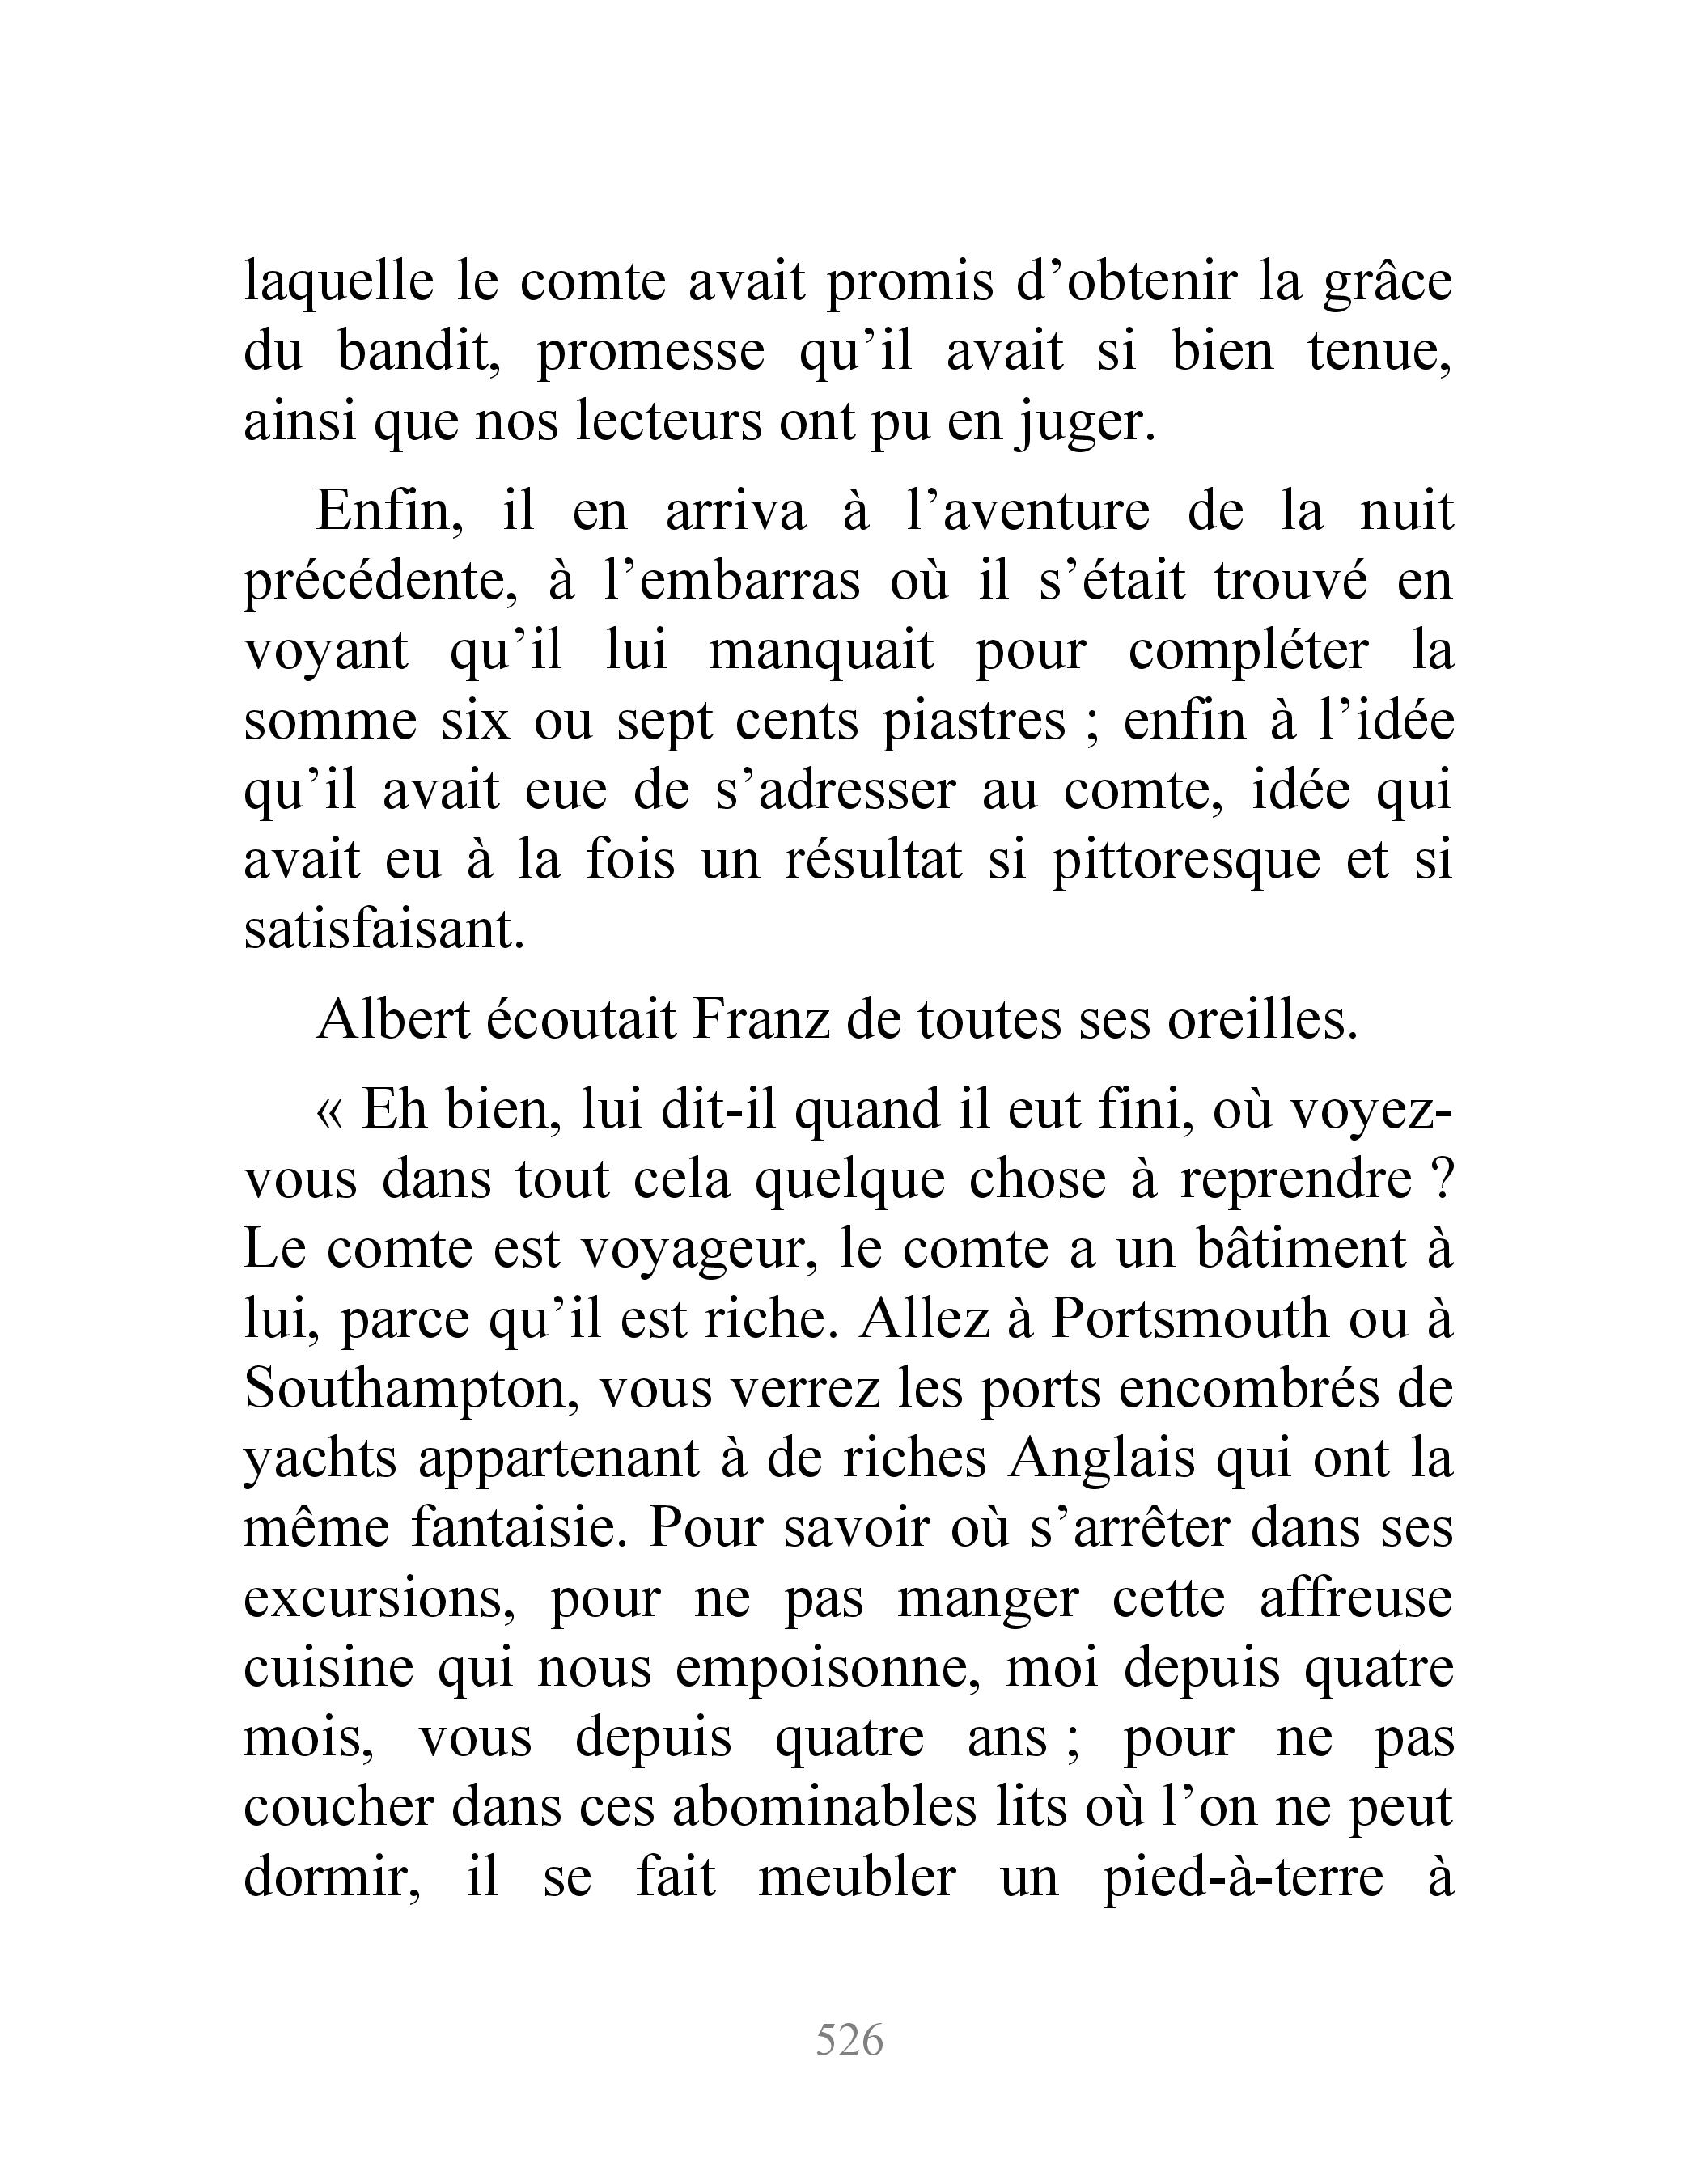 laquelle le comte avait promis d’obtenir la grâce
du bandit, promesse qu’il avait si bien tenue,
ainsi que nos lecteurs ont pu en juger.
Enfin, il en arriva à l’aventure de la nuit
précédente, à l’embarras où il s’était trouvé en
voyant qu’il lui manquait pour compléter la
somme six ou sept cents piastres ; enfin à l’idée
qu’il avait eue de s’adresser au comte, idée qui
avait eu à la fois un résultat si pittoresque et si
satisfaisant.
Albert écoutait Franz de toutes ses oreilles.
« Eh bien, lui dit-il quand il eut fini, où voyez-
vous dans tout cela quelque chose à reprendre ?
Le comte est voyageur, le comte a un bâtiment à
lui, parce qu’il est riche. Allez à Portsmouth ou à
Southampton, vous verrez les ports encombrés de
yachts appartenant à de riches Anglais qui ont la
même fantaisie. Pour savoir où s’arrêter dans ses
excursions, pour ne pas manger cette affreuse
cuisine qui nous empoisonne, moi depuis quatre
mois, vous depuis quatre ans ; pour ne pas
coucher dans ces abominables lits où l’on ne peut
dormir, il se fait meubler un pied-à-terre à
526